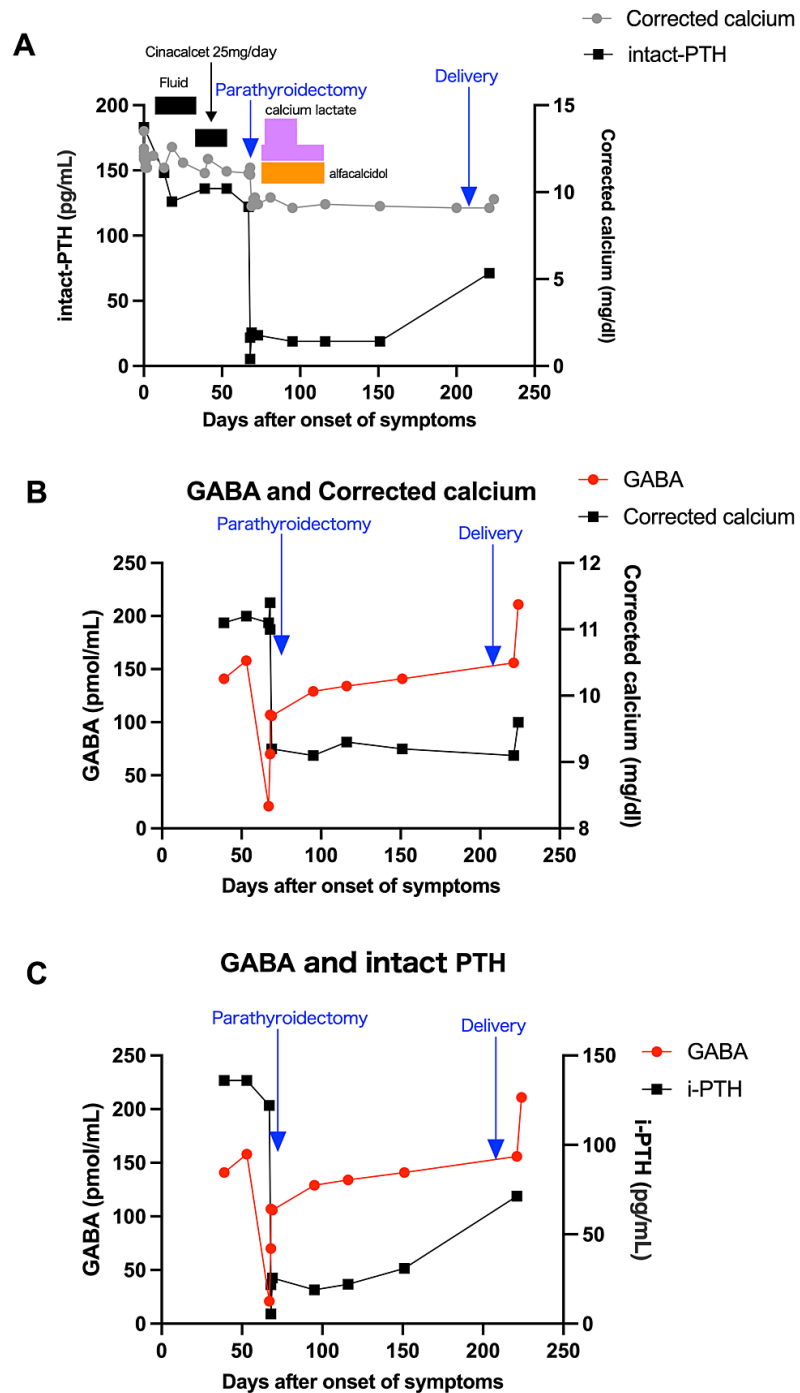 Corrected calcium
intact-PTH
A
Cinacalcet 25mg/day
Fluid
Parathyroidectomy
Delivery
calcium lactate
alfacalcidol
200
150
100
50
0
intact-PTH (pg/mL)
15
10
5
0
Corrected calcium (mg/dl)
0 50 100 150 200 250
Days after onset of symptoms
B
GABA and Corrected calcium
GABA
Corrected calcium
Parathyroidectomy
Delivery
250
200
150
100
50
0
GABA (pmol/mL)
12
11
10
9
8
Corrected calcium (mg/dl)
0 50 100 150 200 250
Days after onset of symptoms
C
GABA and intact PTH
Parathyroidectomy
Delivery
GABA
i-PTH
250
200
150
100
50
0
GABA (pmol/mL)
150
100
50
0
i-PTH (pg/mL)
0 50 100 150 200 250
Days after onset of symptoms